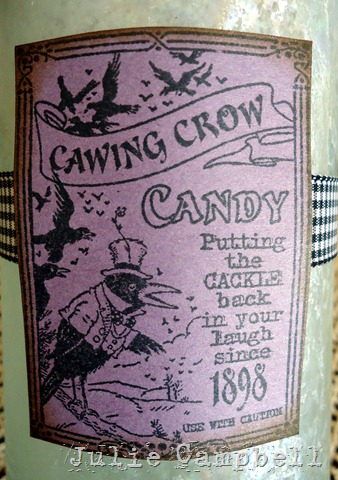 CAWING CROW
CANDY
Putting
the
CACKLE
back
in your
Laugh
since
1898
USE WITH CAUTION
Julie Campbell